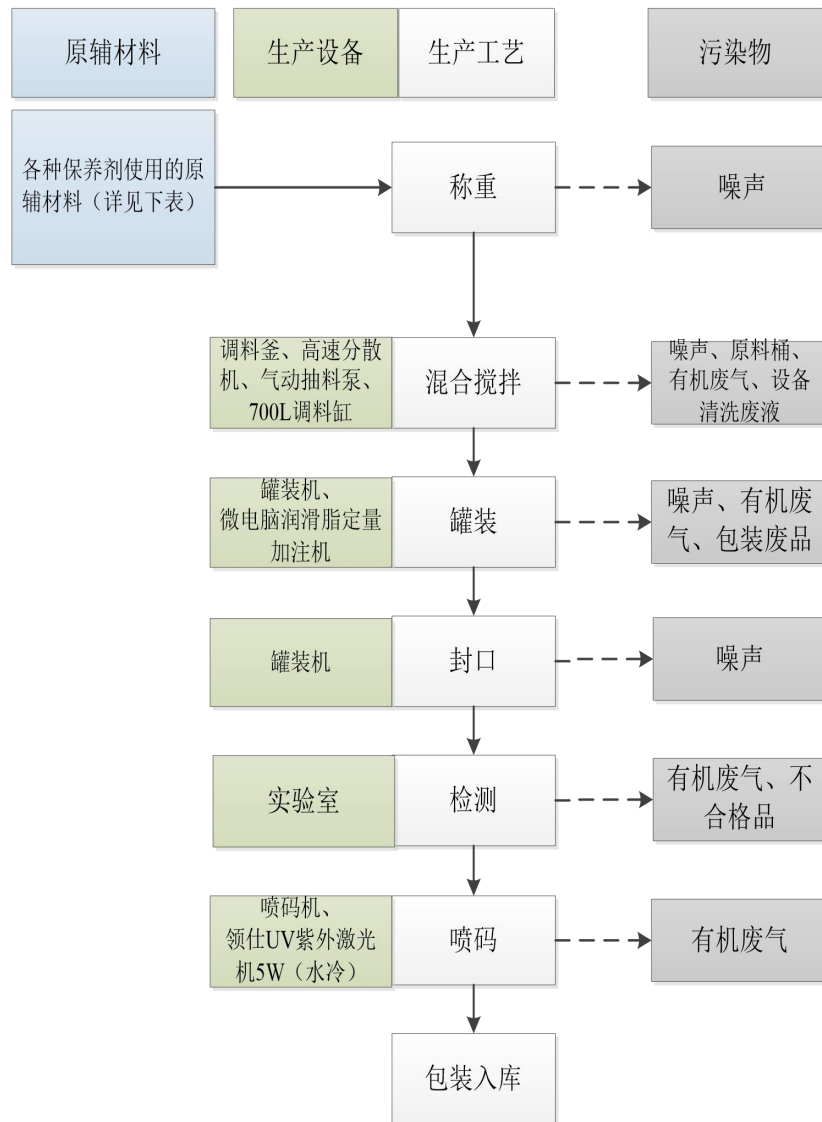 原辅材料
生产设备
生产工艺
污染物
各种保养剂使用的原
辅材料（详见下表）
称重
噪声
调料釜、高速分散
机、气动抽料泵、
700L调料缸
混合搅拌
噪声、原料桶、
有机废气、设备
清洗废液
罐装机、
微电脑润滑脂定量
加注机
罐装
噪声、有机废
气、包装废品
罐装机
封口
噪声
实验室
检测
有机废气、不
合格品
喷码机、
领仕UV紫外激光
机5W（水冷）
喷码
有机废气
包装入库